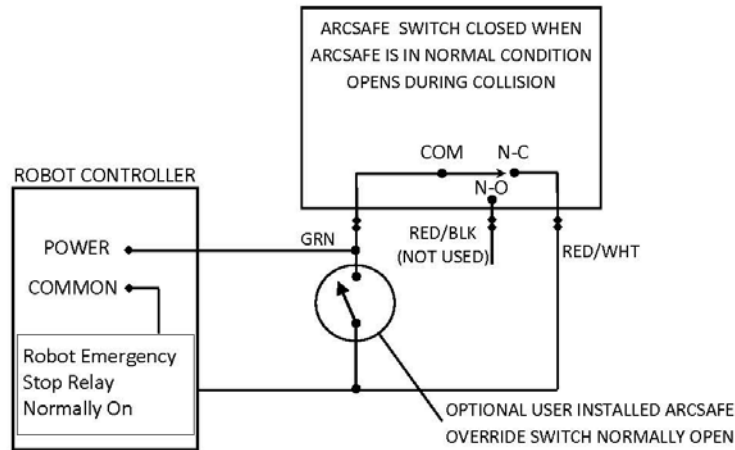 ARCSAFE SWITCH CLOSED WHEN
ARCSAFE IS IN NORMAL CONDITION
OPENS DURING COLLISION
COM
N-C
N-O
ROBOT CONTROLLER
POWER
COMMON
GRN
RED/BLK
(NOT USED)
RED/WHT
Robot Emergency
Stop Relay
Normally On
OPTIONAL USER INSTALLED ARCSAFE
OVERRIDE SWITCH NORMALLY OPEN